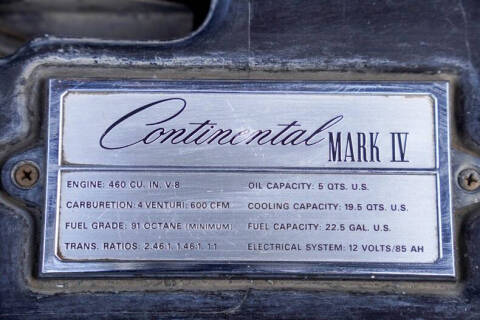 Continental MARK IV
ENGINE: 460 CU. IN. V-8 OIL CAPACITY: 5 QTS. U.S.
CARBURETION: 4 VENTURI: 600 CFM COOLING CAPACITY: 19.5 QTS. U.S.
FUEL GRADE: 91 OCTANE (MINIMUM) FUEL CAPACITY: 22.5 GAL. U.S.
TRANS. RATIOS: 2.46:1, 1.46:1, 1:1 ELECTRICAL SYSTEM: 12 VOLTS/85 AH